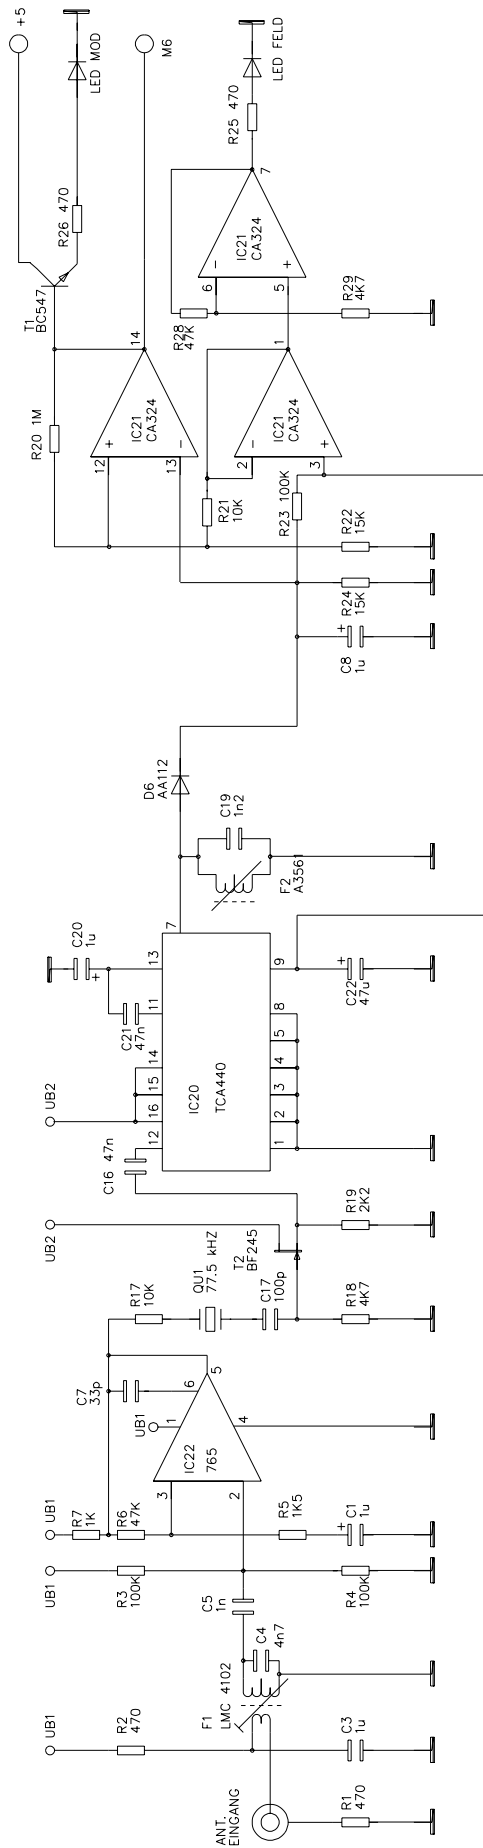 ANT.
EINGANG
R1
470
UB1
R2
470
C3
1u
F1
LMC 4102
C4
4n7
C5
1n
UB1
R3
100K
R4
100K
UB1
R7
1K
R6
47K
R5
1K5
C1
+
1u
3
2
IC22
765
UB1
1
6
5
4
C7
33p
R17
10K
QU1
77.5 kHZ
C17
100p
R18
4K7
UB2
T2
BF245
R19
2K2
C16 47n
UB2
12
16
15
14
11
13
IC20
TCA440
1
2
3
4
5
8
9
7
C21
47n
C20
1u
+
C22
47u
+
F2
A3561
C19
1n2
D6
AA112
C8
1u
+
R24
15K
R22
15K
R23 100K
R21
10K
R20 1M
12
+
13
−
IC21
CA324
14
2
−
3
+
IC21
CA324
1
T1
BC547
R26 470
LED MOD
+5
M6
R28
47K
R29
4K7
6
−
5
+
IC21
CA324
7
R25 470
LED FELD